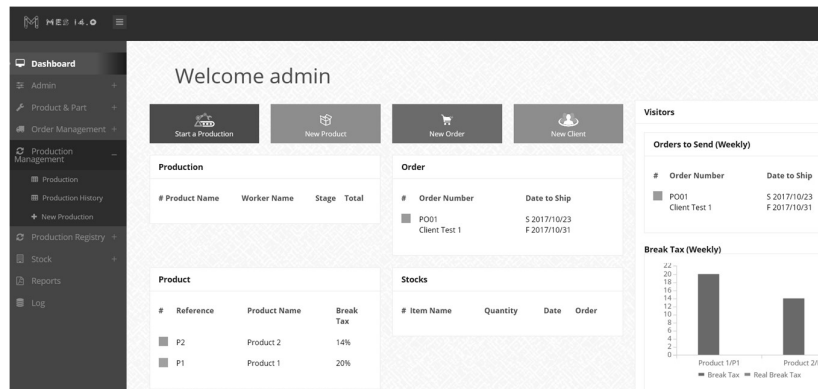 MES I4.0
Dashboard
Admin +
Product & Part +
Order Management +
Production
Management –
Production
Production History
+ New Production
Production Registry +
Stock +
Reports
Log
Welcome admin
Start a Production
New Product
New Order
New Client
Production
# Product Name Worker Name Stage Total
Order
# Order Number Date to Ship
PO01 S 2017/10/23
Client Test 1 F 2017/10/31
Product
# Reference Product Name Break
Tax
P2 Product 2 14%
P1 Product 1 20%
Stocks
# Item Name Quantity Date Order
Visitors
Orders to Send (Weekly)
# Order Number Date to Ship
PO01 S 2017/10/23
Client Test 1 F 2017/10/31
Break Tax (Weekly)
22
20
18
16
14
12
10
8
6
4
2
0
Product 1/P1 Product 2/
Break Tax Real Break Tax